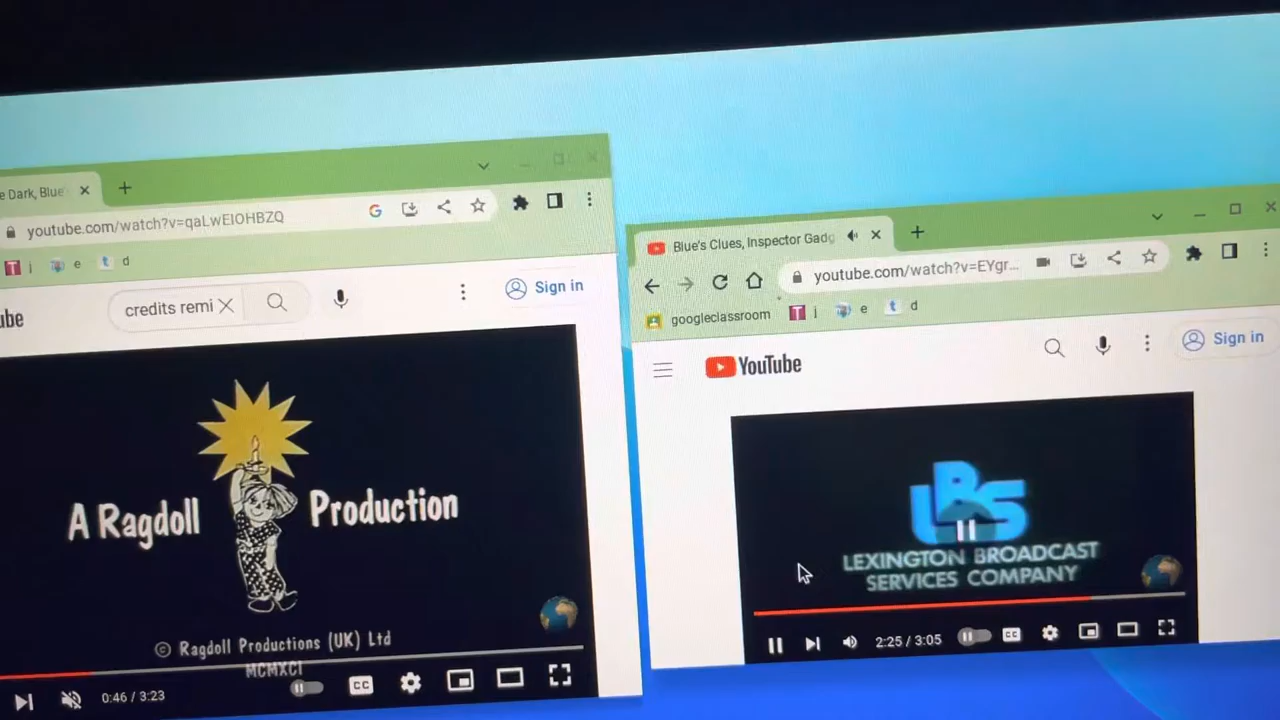 e Dark, Blue
youtube.com/watch?v=qaLwEIOHBZQ
T j e t d
ube
credits remi
Sign in
A Ragdoll Production
© Ragdoll Productions (UK) Ltd
MCMXCI
0:46 / 3:23
CC
Blue's Clues, Inspector Gadg
youtube.com/watch?v=EYgr...
googleclassroom T j e t d
YouTube
Sign in
LBS
LEXINGTON BROADCAST
SERVICES COMPANY
2:25 / 3:05
CC